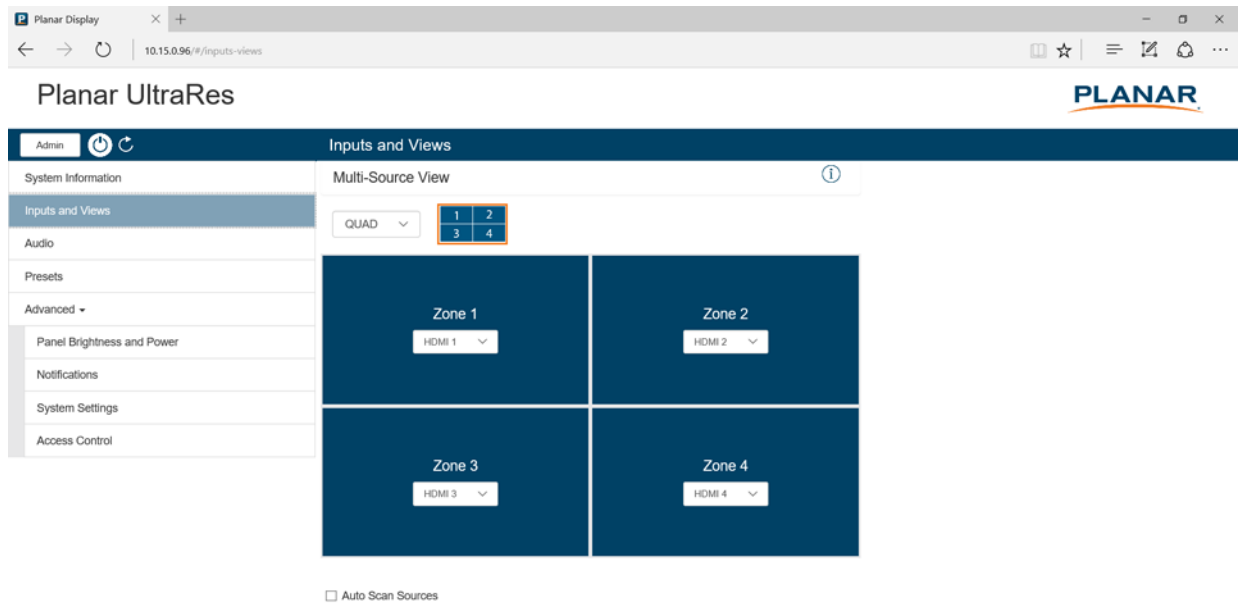 Planar Display
10.15.0.96/#/inputs-views
Planar UltraRes
PLANAR
Admin
Inputs and Views
System Information
Multi-Source View
Inputs and Views
QUAD
1 2
3 4
Audio
Presets
Advanced
Panel Brightness and Power
Notifications
System Settings
Access Control
Zone 1
HDMI 1
Zone 2
HDMI 2
Zone 3
HDMI 3
Zone 4
HDMI 4
Auto Scan Sources